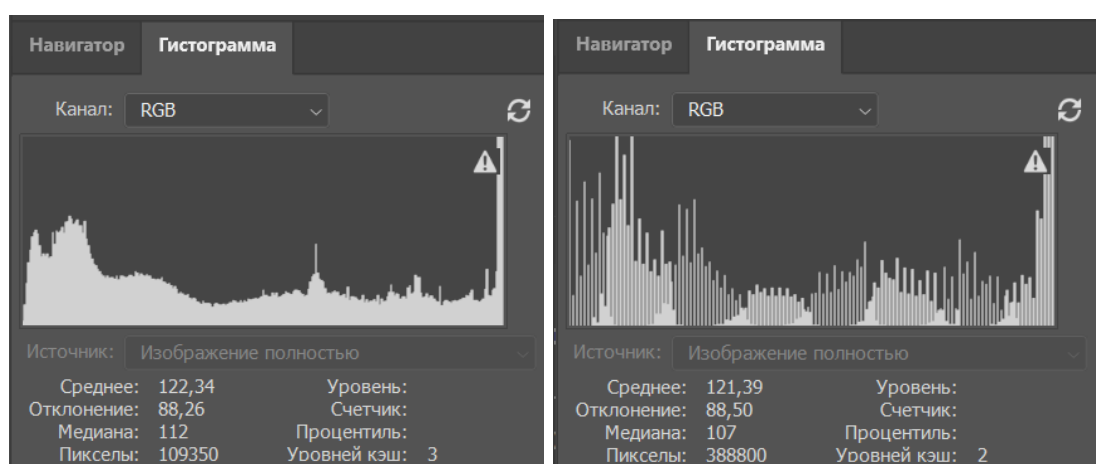 Навигатор Гистограмма
Канал: RGB
Источник: Изображение полностью
Среднее: 122,34 Уровень:
Отклонение: 88,26 Счетчик:
Медиана: 112 Процентиль:
Пикселы: 109350 Уровней кэш: 3
Навигатор Гистограмма
Канал: RGB
Источник: Изображение полностью
Среднее: 121,39 Уровень:
Отклонение: 88,50 Счетчик:
Медиана: 107 Процентиль:
Пикселы: 388800 Уровней кэш: 2